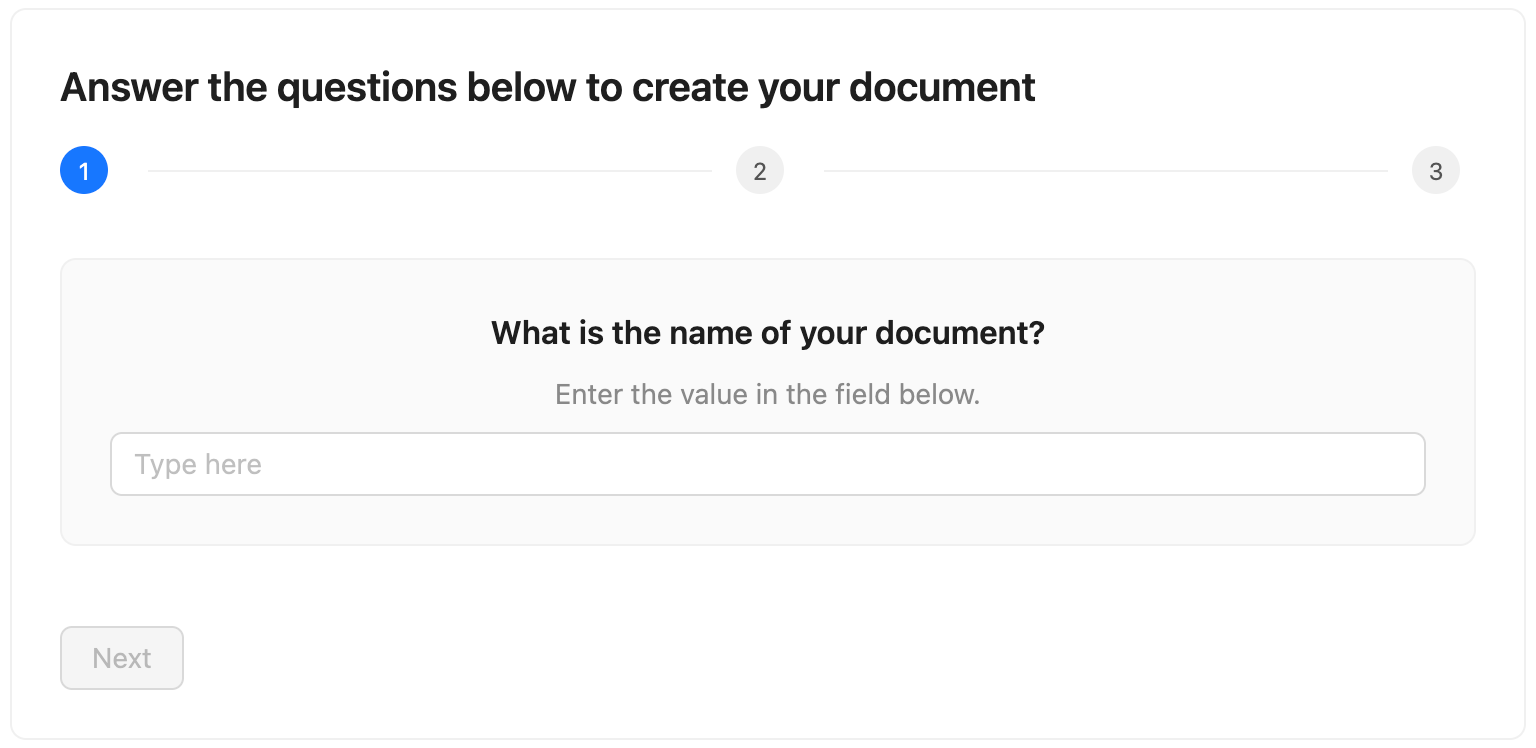 Answer the questions below to create your document
1 2 3
What is the name of your document?
Enter the value in the field below.
Type here
Next